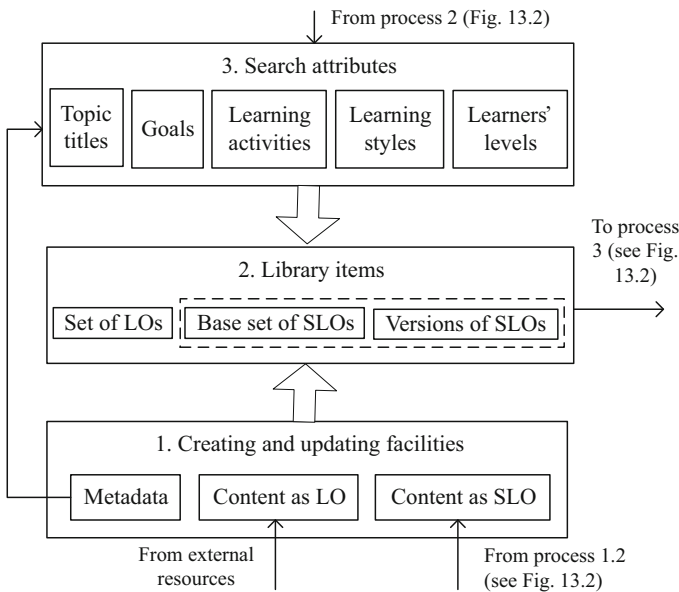 From process 2 (Fig. 13.2)
3. Search attributes
Topic
titles
Goals
Learning
activities
Learning
styles
Learners’
levels
To process
3 (see Fig.
13.2)
2. Library items
Set of LOs
Base set of SLOs
Versions of SLOs
1. Creating and updating facilities
Metadata
Content as LO
Content as SLO
From external
resources
From process 1.2
(see Fig. 13.2)